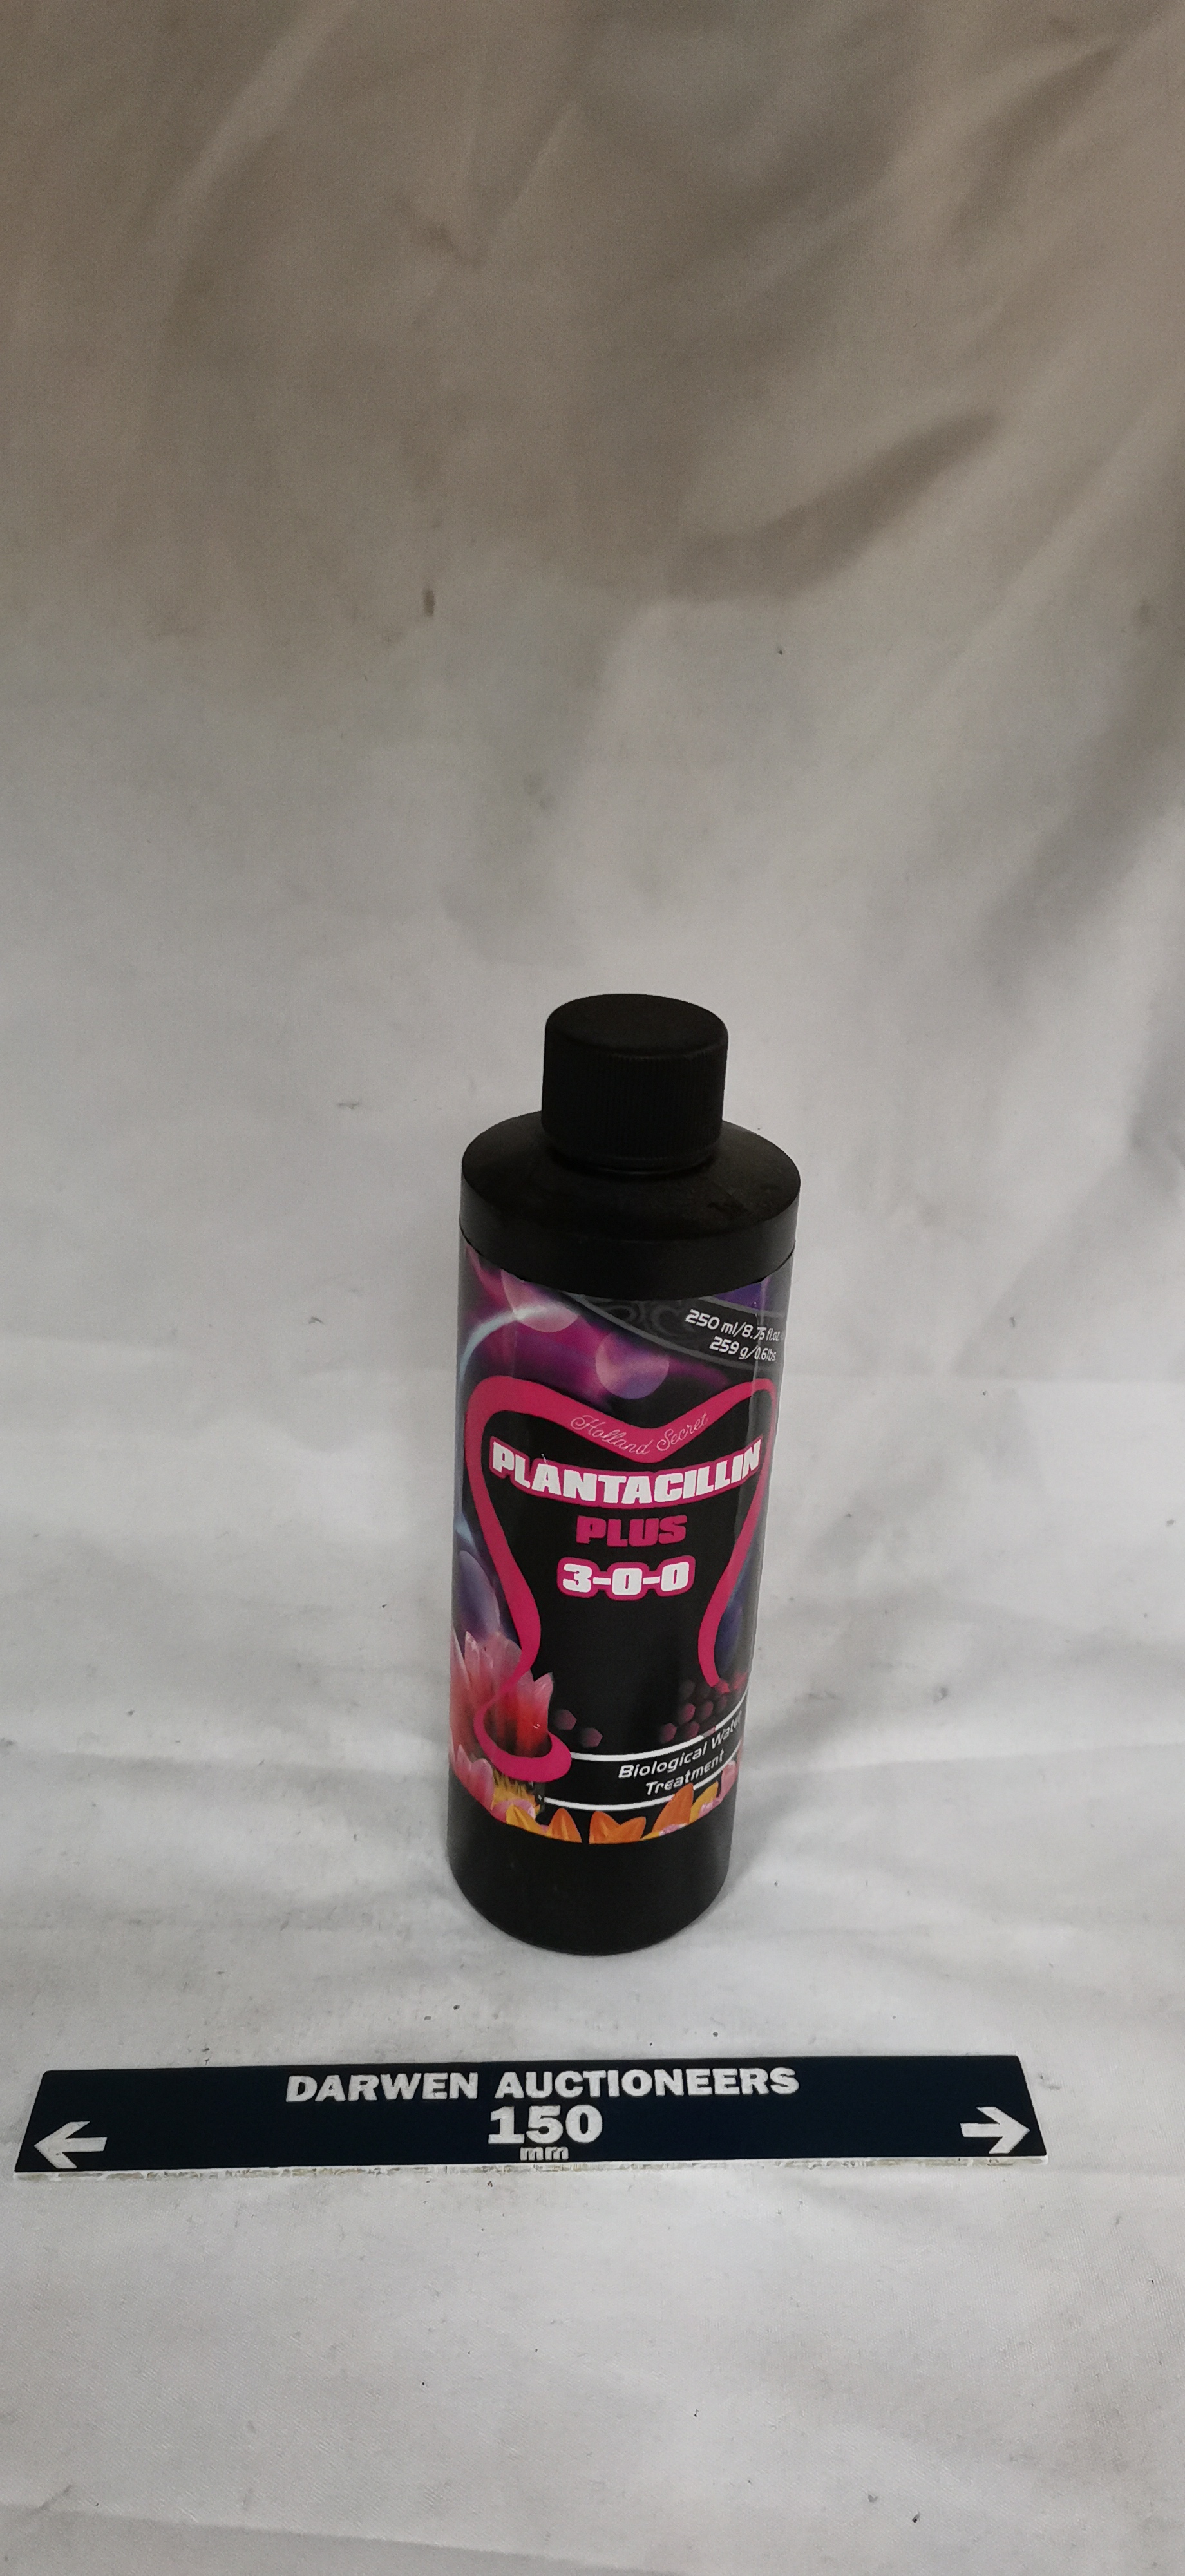 250 ml/8.75 fl.oz
259 g/0.6lbs
Holland Secret
PLANTACILLIN
PLUS
3-0-0
Biological Water
Treatment
DARWEN AUCTIONEERS
150
mm